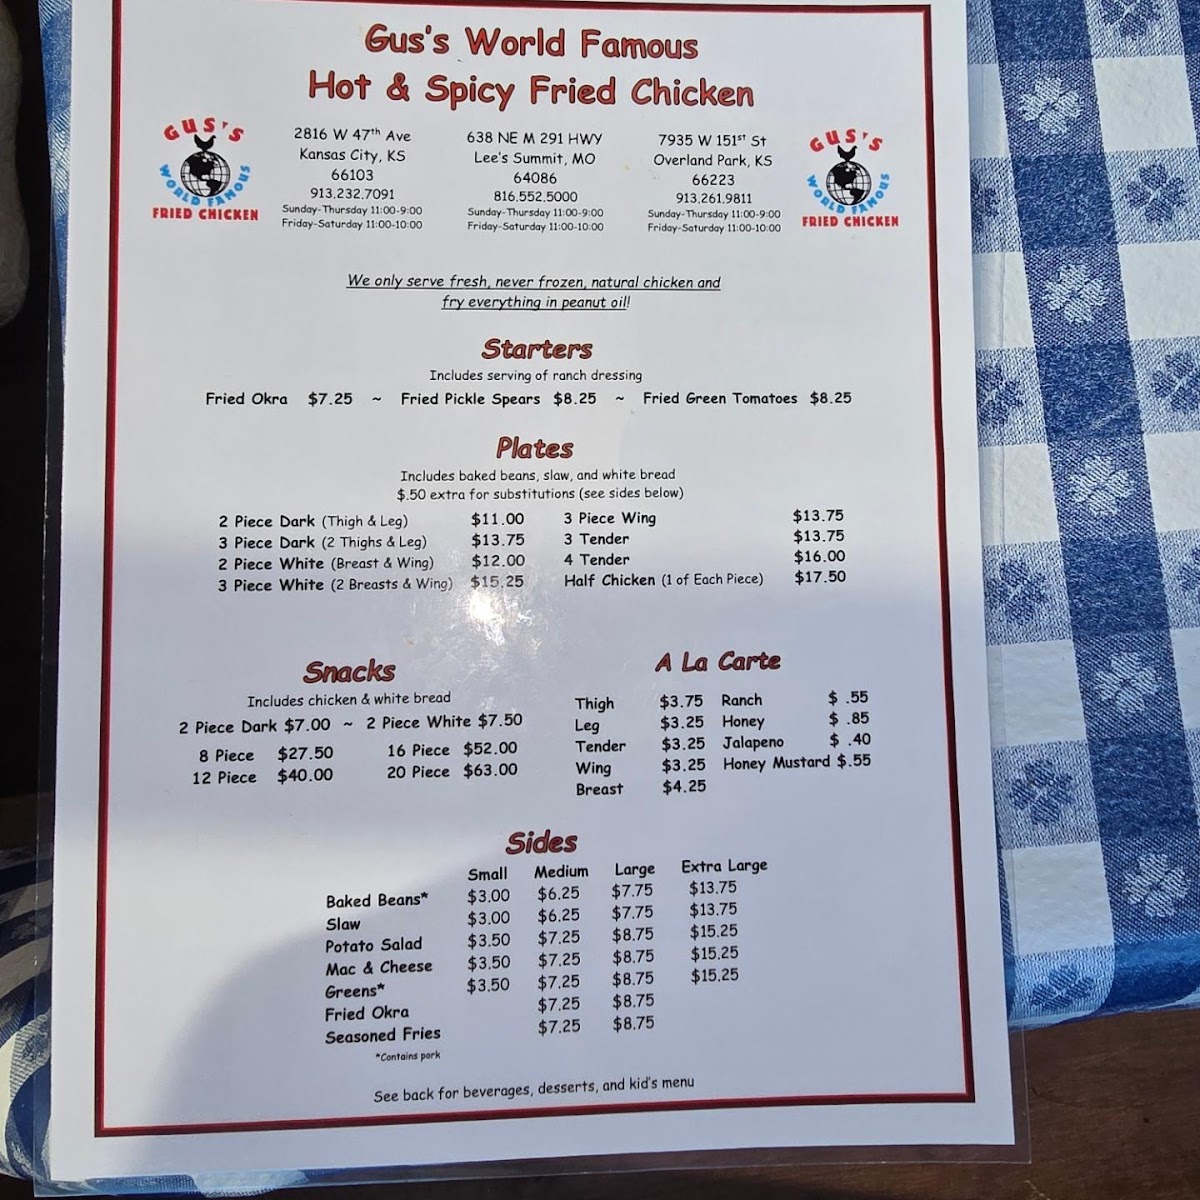 Gus's World Famous
Hot & Spicy Fried Chicken
GUS'S
WORLD FAMOUS
FRIED CHICKEN
2816 W 47th Ave
Kansas City, KS
66103
913.232.7091
Sunday-Thursday 11:00-9:00
Friday-Saturday 11:00-10:00
638 NE M 291 HWY
Lee's Summit, MO
64086
816.552.5000
Sunday-Thursday 11:00-9:00
Friday-Saturday 11:00-10:00
7935 W 151st St
Overland Park, KS
66223
913.261.9811
Sunday-Thursday 11:00-9:00
Friday-Saturday 11:00-10:00
GUS'S
WORLD FAMOUS
FRIED CHICKEN
We only serve fresh, never frozen, natural chicken and
fry everything in peanut oil!
Starters
Includes serving of ranch dressing
Fried Okra $7.25 ~ Fried Pickle Spears $8.25 ~ Fried Green Tomatoes $8.25
Plates
Includes baked beans, slaw, and white bread
$.50 extra for substitutions (see sides below)
2 Piece Dark (Thigh & Leg) $11.00
3 Piece Dark (2 Thighs & Leg) $13.75
2 Piece White (Breast & Wing) $12.00
3 Piece White (2 Breasts & Wing) $15.25
3 Piece Wing $13.75
3 Tender $13.75
4 Tender $16.00
Half Chicken (1 of Each Piece) $17.50
Snacks
Includes chicken & white bread
2 Piece Dark $7.00 ~ 2 Piece White $7.50
8 Piece $27.50 16 Piece $52.00
12 Piece $40.00 20 Piece $63.00
A La Carte
Thigh $3.75 Ranch $ .55
Leg $3.25 Honey $ .85
Tender $3.25 Jalapeno $ .40
Wing $3.25 Honey Mustard $.55
Breast $4.25
Sides
Small Medium Large Extra Large
Baked Beans* $3.00 $6.25 $7.75 $13.75
Slaw $3.00 $6.25 $7.75 $13.75
Potato Salad $3.50 $7.25 $8.75 $15.25
Mac & Cheese $3.50 $7.25 $8.75 $15.25
Greens* $3.50 $7.25 $8.75 $15.25
Fried Okra $7.25 $8.75
Seasoned Fries $7.25 $8.75
*Contains pork
See back for beverages, desserts, and kid's menu